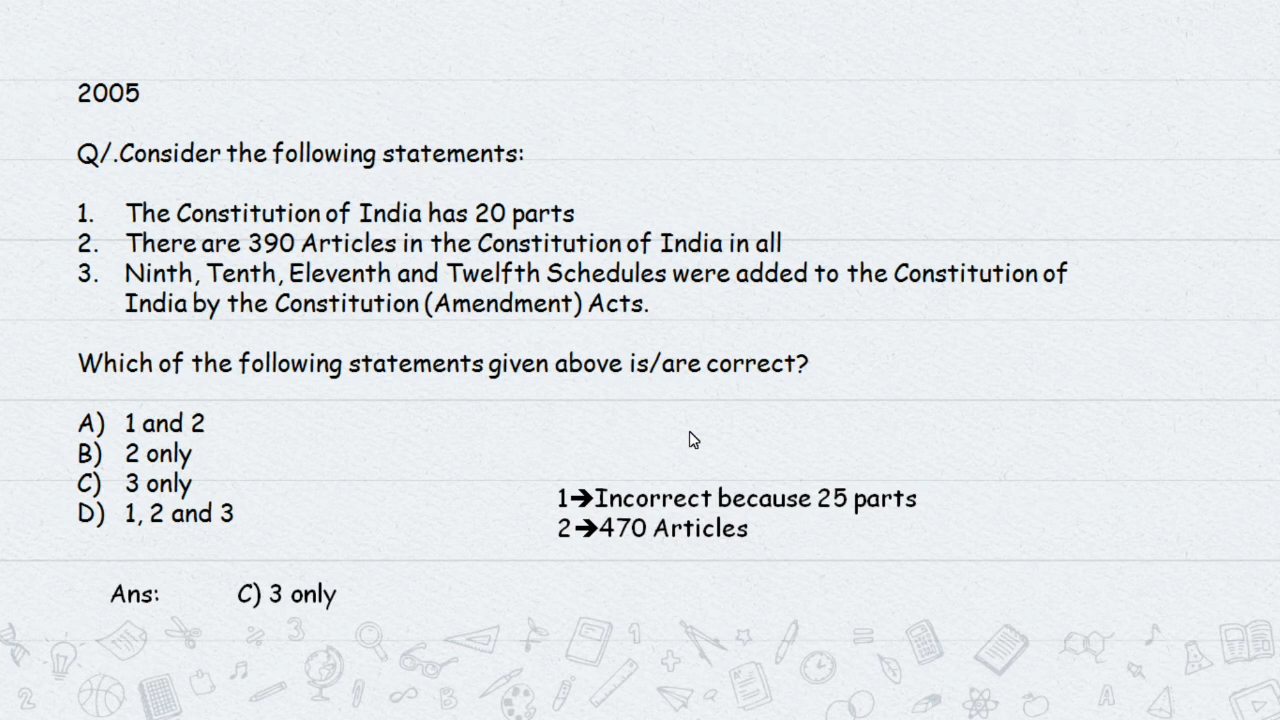 2005
Q/.Consider the following statements:
1. The Constitution of India has 20 parts
2. There are 390 Articles in the Constitution of India in all
3. Ninth, Tenth, Eleventh and Twelfth Schedules were added to the Constitution of
India by the Constitution (Amendment) Acts.
Which of the following statements given above is/are correct?
A) 1 and 2
B) 2 only
C) 3 only
D) 1, 2 and 3
1➔Incorrect because 25 parts
2➔470 Articles
Ans: C) 3 only